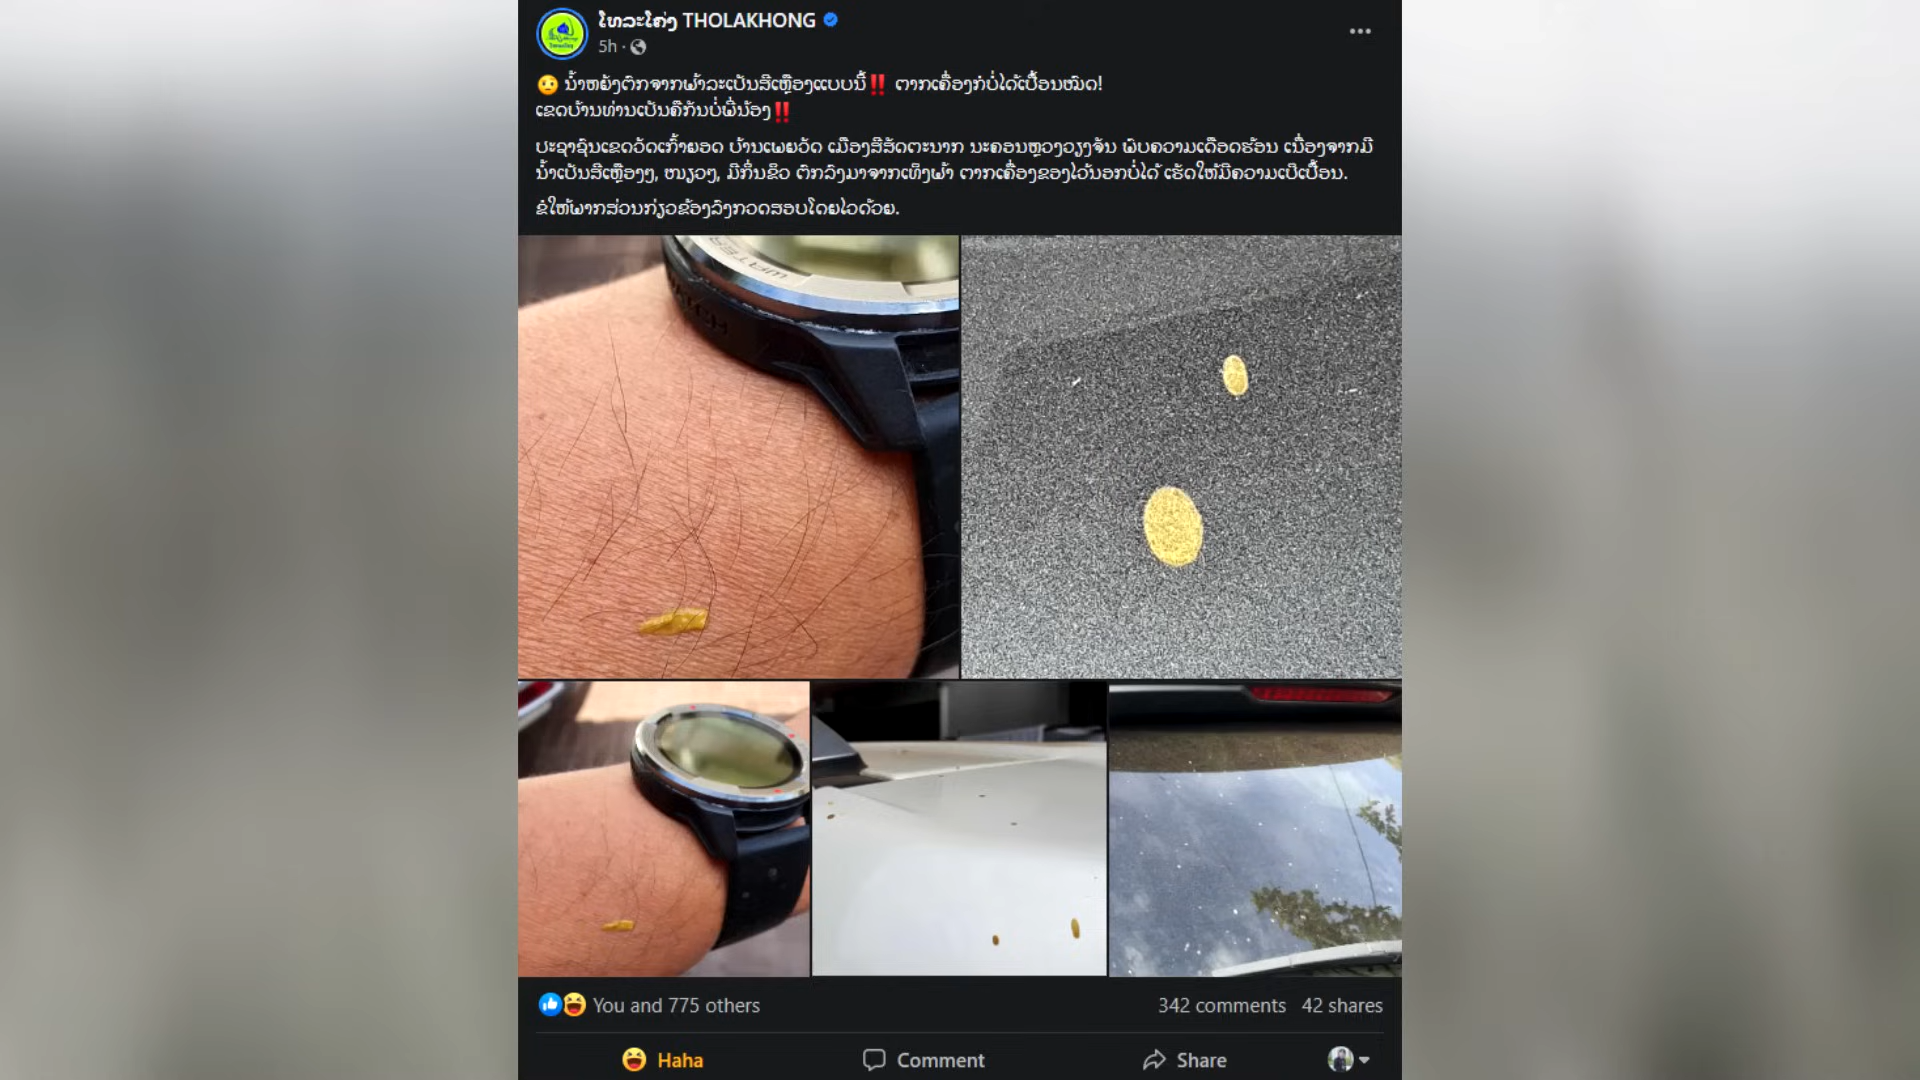 ໂທລະໂຄ່ງ THOLAKHONG
5h ·
😳 ນ້ຳຫຍັງຕົກຈາກຟ້າລະເປັນສີເຫຼືອງແບບນີ້‼️ ຕາກເຄື່ອງກໍບໍ່ໄດ້ເປື້ອນໝົດ!
ເຂດບ້ານທ່ານເປັນຄືກັນບໍ່ພີ່ນ້ອງ‼️
ປະຊາຊົນເຂດວັດເກົ້າຍອດ ບ້ານເພຍວັດ ເມືອງສີສັດຕະນາກ ນະຄອນຫຼວງວຽງຈັນ ພົບຄວາມເດືອດຮ້ອນ ເນື່ອງຈາກມີ
ນ້ຳເປັນສີເຫຼືອງໆ, ໜຽວໆ, ມີກິ່ນຂິວ ຕົກລົງມາຈາກເທິງຟ້າ ຕາກເຄື່ອງຂອງໄວ້ນອກບໍ່ໄດ້ ເຮັດໃຫ້ມີຄວາມເປິເປື້ອນ.
ຂໍໃຫ້ພາກສ່ວນກ່ຽວຂ້ອງລົງກວດສອບໂດຍໄວດ້ວຍ.
WATER
You and 775 others 342 comments 42 shares
Haha Comment Share